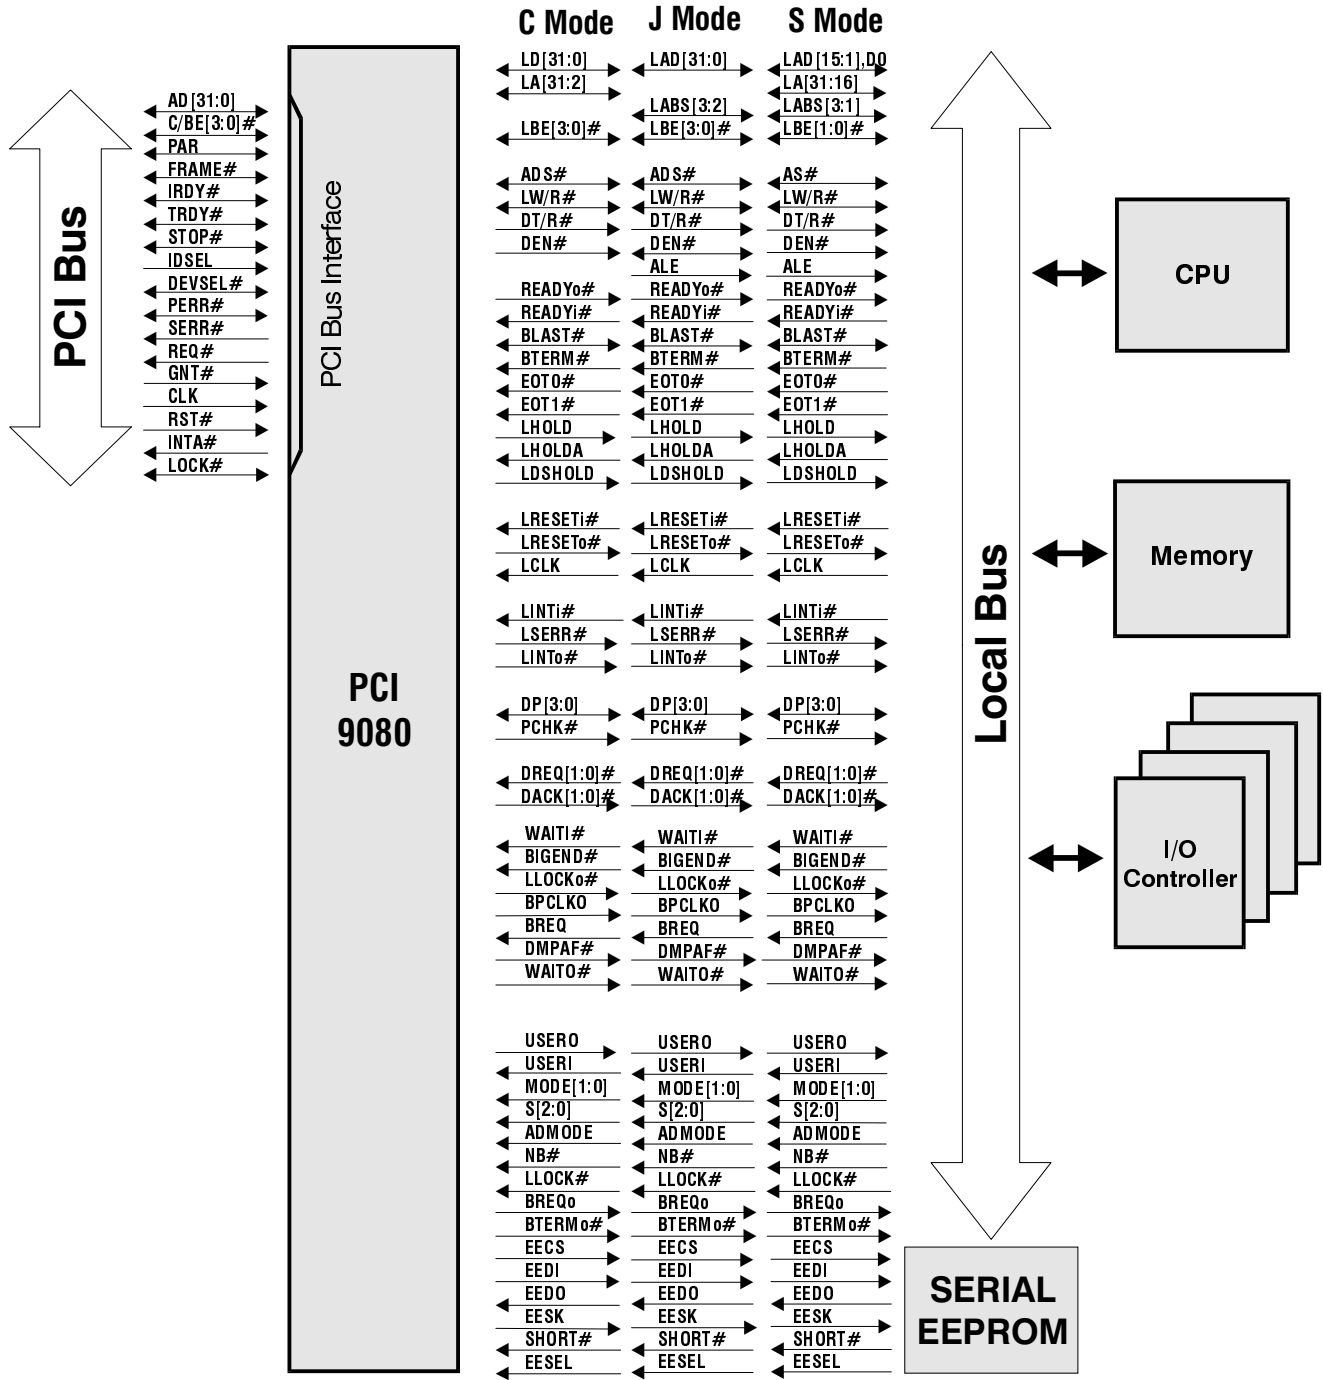 C Mode J Mode S Mode
LD[31:0] LAD[31:0] LAD[15:1],D0
LA[31:2] LA[31:16]
LABS[3:2] LABS[3:1]
LBE[3:0]# LBE[3:0]# LBE[1:0]#
ADS# ADS# AS#
LW/R# LW/R# LW/R#
DT/R# DT/R# DT/R#
DEN# DEN# DEN#
ALE ALE
READYo# READYo# READYo#
READYi# READYi# READYi#
BLAST# BLAST# BLAST#
BTERM# BTERM# BTERM#
EOT0# EOT0# EOT0#
EOT1# EOT1# EOT1#
LHOLD LHOLD LHOLD
LHOLDA LHOLDA LHOLDA
LDSHOLD LDSHOLD LDSHOLD
LRESETi# LRESETi# LRESETi#
LRESETo# LRESETo# LRESETo#
LCLK LCLK LCLK
LINTi# LINTi# LINTi#
LSERR# LSERR# LSERR#
LINTo# LINTo# LINTo#
DP[3:0] DP[3:0] DP[3:0]
PCHK# PCHK# PCHK#
DREQ[1:0]# DREQ[1:0]# DREQ[1:0]#
DACK[1:0]# DACK[1:0]# DACK[1:0]#
WAITI# WAITI# WAITI#
BIGEND# BIGEND# BIGEND#
LLOCKo# LLOCKo# LLOCKo#
BPCLKO BPCLKO BPCLKO
BREQ BREQ BREQ
DMPAF# DMPAF# DMPAF#
WAITO# WAITO# WAITO#
USERO USERO USERO
USERI USERI USERI
MODE[1:0] MODE[1:0] MODE[1:0]
S[2:0] S[2:0] S[2:0]
ADMODE ADMODE ADMODE
NB# NB# NB#
LLOCK# LLOCK# LLOCK#
BREQo BREQo BREQo
BTERMo# BTERMo# BTERMo#
EECS EECS EECS
EEDI EEDI EEDI
EEDO EEDO EEDO
EESK EESK EESK
SHORT# SHORT# SHORT#
EESEL EESEL EESEL
PCI Bus
AD[31:0]
C/BE[3:0]#
PAR
FRAME#
IRDY#
TRDY#
STOP#
IDSEL
DEVSEL#
PERR#
SERR#
REQ#
GNT#
CLK
RST#
INTA#
LOCK#
PCI Bus Interface
PCI
9080
Local Bus
CPU
Memory
I/O
Controller
SERIAL
EEPROM